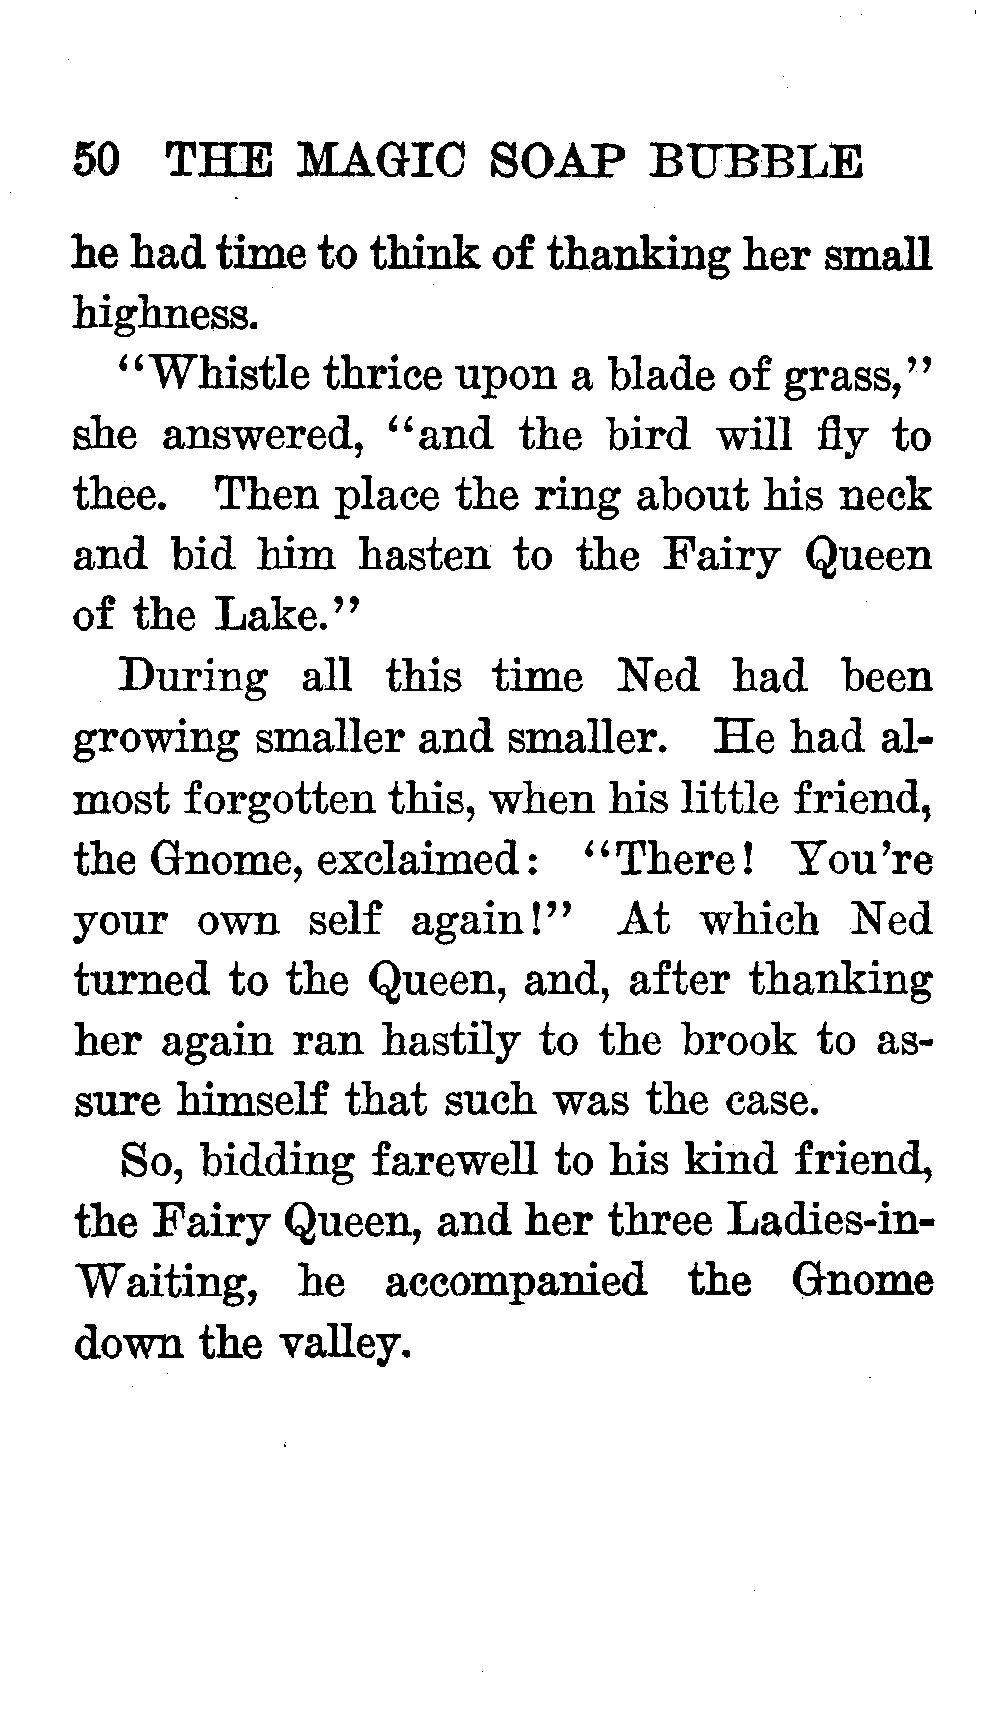 50 THE MAGIC SOAP BUBBLE
he had time to think of thanking her small
highness.
“Whistle thrice upon a blade of grass,”
she answered, “and the bird will fly to
thee. Then place the ring about his neck
and bid him hasten to the Fairy Queen
of the Lake.”
During all this time Ned had been
growing smaller and smaller. He had al-
most forgotten this, when his little friend,
the Gnome, exclaimed: “There! You’re
your own self again!” At which Ned
turned to the Queen, and, after thanking
her again ran hastily to the brook to as-
sure himself that such was the case.
So, bidding farewell to his kind friend,
the Fairy Queen, and her three Ladies-in-
Waiting, he accompanied the Gnome
down the valley.